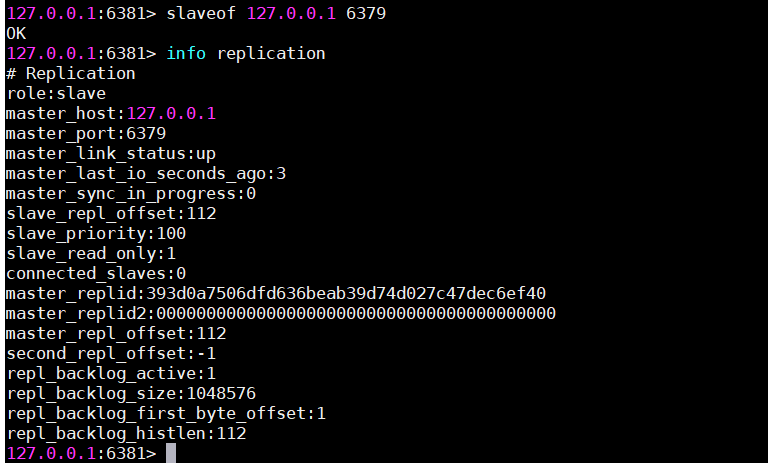 127.0.0.1:6381> slaveof 127.0.0.1 6379
OK
127.0.0.1:6381> info replication
# Replication
role:slave
master_host:127.0.0.1
master_port:6379
master_link_status:up
master_last_io_seconds_ago:3
master_sync_in_progress:0
slave_repl_offset:112
slave_priority:100
slave_read_only:1
connected_slaves:0
master_replid:393d0a7506dfd636beab39d74d027c47dec6ef40
master_replid2:0000000000000000000000000000000000000000
master_repl_offset:112
second_repl_offset:-1
repl_backlog_active:1
repl_backlog_size:1048576
repl_backlog_first_byte_offset:1
repl_backlog_histlen:112
127.0.0.1:6381>